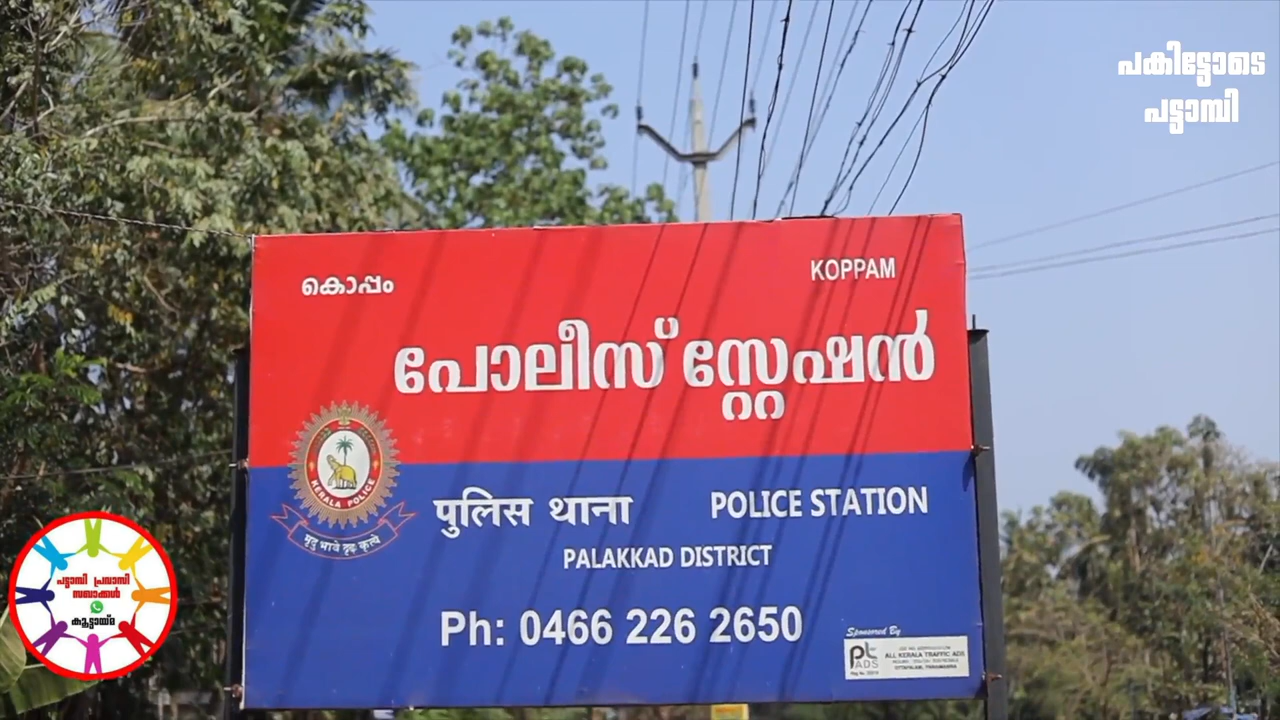 പകിട്ടോടെ
പട്ടാമ്പി
കൊപ്പം
KOPPAM
പോലീസ് സ്റ്റേഷൻ
KERALA POLICE
मृदु भावे दृढ़ कृत्ये
पुलिस थाना
POLICE STATION
PALAKKAD DISTRICT
Ph: 0466 226 2650
Sponsored By
ADS
ALL KERALA TRAFFIC ADS
പട്ടാമ്പി പ്രവാസി
സഖാക്കൾ
കൂട്ടായ്മ